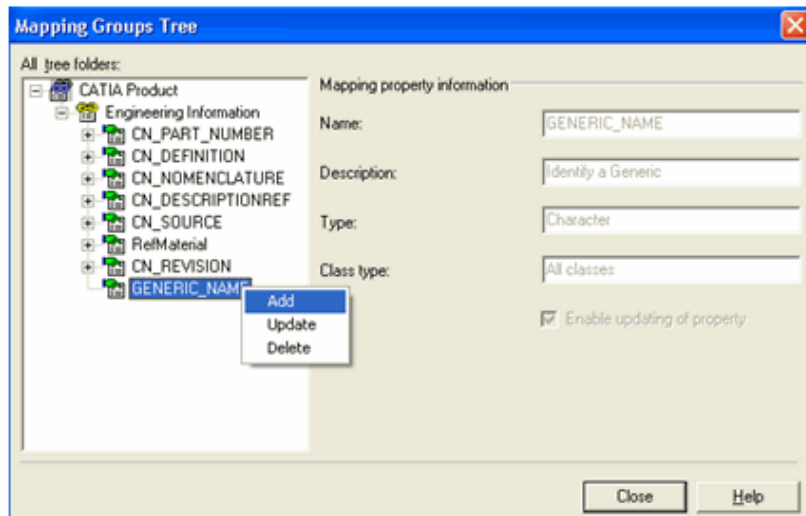 Mapping Groups Tree
All tree folders:
CATIA Product
Engineering Information
CN_PART_NUMBER
CN_DEFINITION
CN_NOMENCLATURE
CN_DESCRIPTIONREF
CN_SOURCE
RefMaterial
CN_REVISION
GENERIC_NAME
Add
Update
Delete
Mapping property information
Name: GENERIC_NAME
Description: Identify a Generic
Type: Character
Class type: All classes
Enable updating of property
Close Help